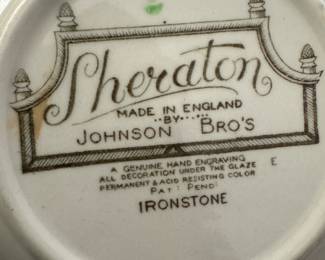 Sheraton
MADE IN ENGLAND
··BY····
JOHNSON BRO'S
A GENUINE HAND ENGRAVING
ALL DECORATION UNDER THE GLAZE E
PERMANENT & ACID RESISTING COLOR
PAT: PEND:
IRONSTONE